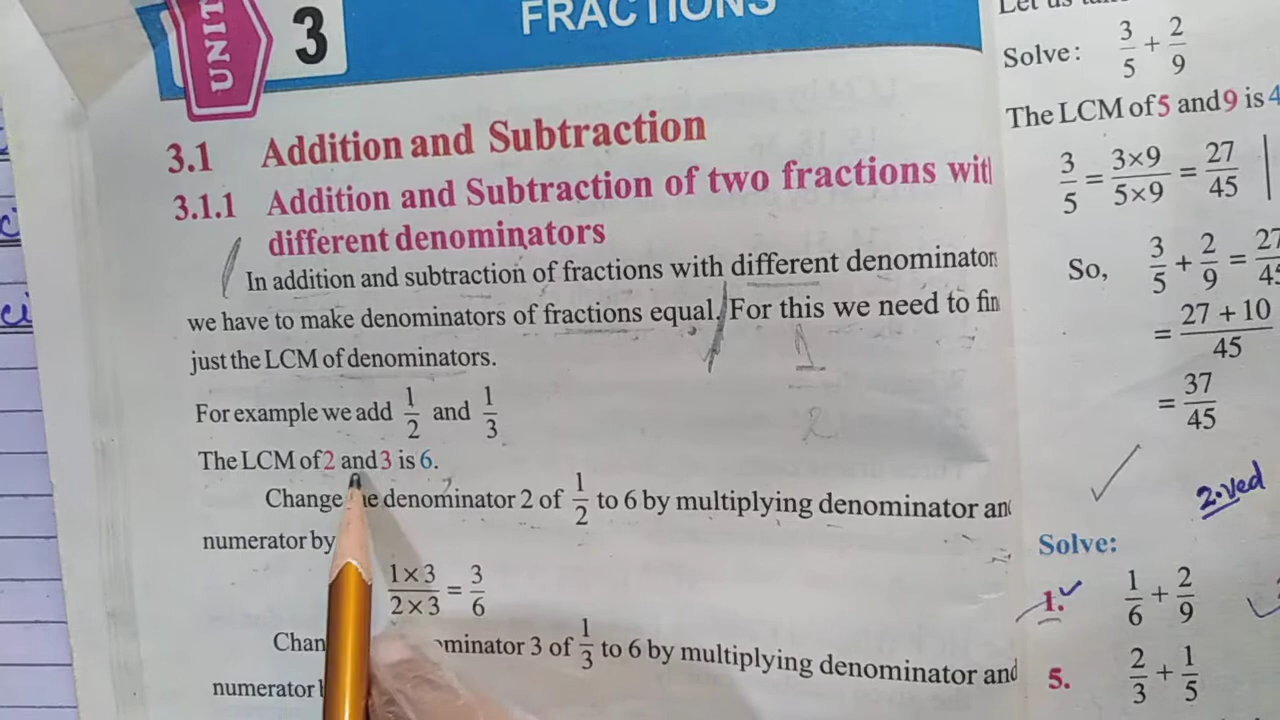 UNIT 3
FRACTIONS
3.1 Addition and Subtraction
3.1.1 Addition and Subtraction of two fractions
different denominators
In addition and subtraction of fractions with different
we have to make denominators of fractions equal. For this we need to
just the LCM of denominators.
For example we add 1/2 and 1/3
The LCM of 2 and 3 is 6.
Change denominator 2 of 1/2 to 6 by multiplying denominator
numerator by
1×3/2×3 = 3/6
3 of 1/3 to 6 by multiplying denominator and
numerator
Solve: 3/5 + 2/9
The LCM of 5 and 9 is
3/5 = 3×9/5×9 = 27/45
So, 3/5 + 2/9 =
= 27 + 10/45
= 37/45
2.ved
Solve:
1. 1/6 + 2/9
5. 2/3 + 1/5